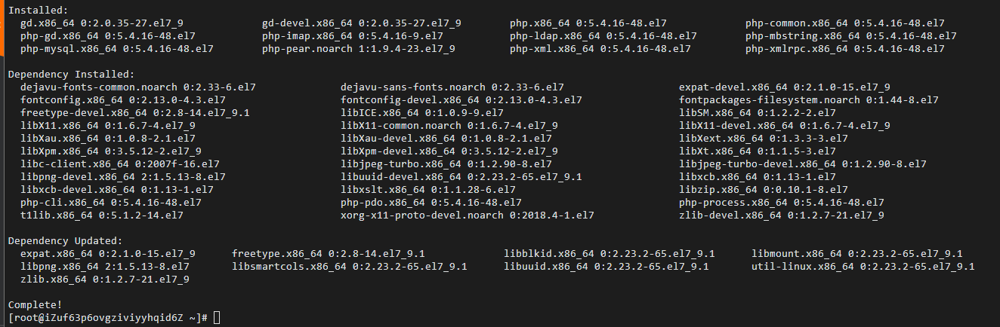 Installed:
gd.x86_64 0:2.0.35-27.el7_9 gd-devel.x86_64 0:2.0.35-27.el7_9 php.x86_64 0:5.4.16-48.el7 php-common.x86_64 0:5.4.16-48.el7
php-gd.x86_64 0:5.4.16-48.el7 php-imap.x86_64 0:5.4.16-9.el7 php-ldap.x86_64 0:5.4.16-48.el7 php-mbstring.x86_64 0:5.4.16-48.el7
php-mysql.x86_64 0:5.4.16-48.el7 php-pear.noarch 1:1.9.4-23.el7_9 php-xml.x86_64 0:5.4.16-48.el7 php-xmlrpc.x86_64 0:5.4.16-48.el7
Dependency Installed:
dejavu-fonts-common.noarch 0:2.33-6.el7 dejavu-sans-fonts.noarch 0:2.33-6.el7 expat-devel.x86_64 0:2.1.0-15.el7_9
fontconfig.x86_64 0:2.13.0-4.3.el7 fontconfig-devel.x86_64 0:2.13.0-4.3.el7 fontpackages-filesystem.noarch 0:1.44-8.el7
freetype-devel.x86_64 0:2.8-14.el7_9.1 libICE.x86_64 0:1.0.9-9.el7 libSM.x86_64 0:1.2.2-2.el7
libX11.x86_64 0:1.6.7-4.el7_9 libX11-common.noarch 0:1.6.7-4.el7_9 libX11-devel.x86_64 0:1.6.7-4.el7_9
libXau.x86_64 0:1.0.8-2.1.el7 libXau-devel.x86_64 0:1.0.8-2.1.el7 libXext.x86_64 0:1.3.3-3.el7
libXpm.x86_64 0:3.5.12-2.el7_9 libXpm-devel.x86_64 0:3.5.12-2.el7_9 libXt.x86_64 0:1.1.5-3.el7
libc-client.x86_64 0:2007f-16.el7 libjpeg-turbo.x86_64 0:1.2.90-8.el7 libjpeg-turbo-devel.x86_64 0:1.2.90-8.el7
libpng-devel.x86_64 2:1.5.13-8.el7 libuuid-devel.x86_64 0:2.23.2-65.el7_9.1 libxcb.x86_64 0:1.13-1.el7
libxcb-devel.x86_64 0:1.13-1.el7 libxslt.x86_64 0:1.1.28-6.el7 libzip.x86_64 0:0.10.1-8.el7
php-cli.x86_64 0:5.4.16-48.el7 php-pdo.x86_64 0:5.4.16-48.el7 php-process.x86_64 0:5.4.16-48.el7
t1lib.x86_64 0:5.1.2-14.el7 xorg-x11-proto-devel.noarch 0:2018.4-1.el7 zlib-devel.x86_64 0:1.2.7-21.el7_9
Dependency Updated:
expat.x86_64 0:2.1.0-15.el7_9 freetype.x86_64 0:2.8-14.el7_9.1 libblkid.x86_64 0:2.23.2-65.el7_9.1 libmount.x86_64 0:2.23.2-65.el7_9.1
libpng.x86_64 2:1.5.13-8.el7 libsmartcols.x86_64 0:2.23.2-65.el7_9.1 libuuid.x86_64 0:2.23.2-65.el7_9.1 util-linux.x86_64 0:2.23.2-65.el7_9.1
zlib.x86_64 0:1.2.7-21.el7_9
Complete!
[root@iZuf63p6ovgziviyyhqid6Z ~]#